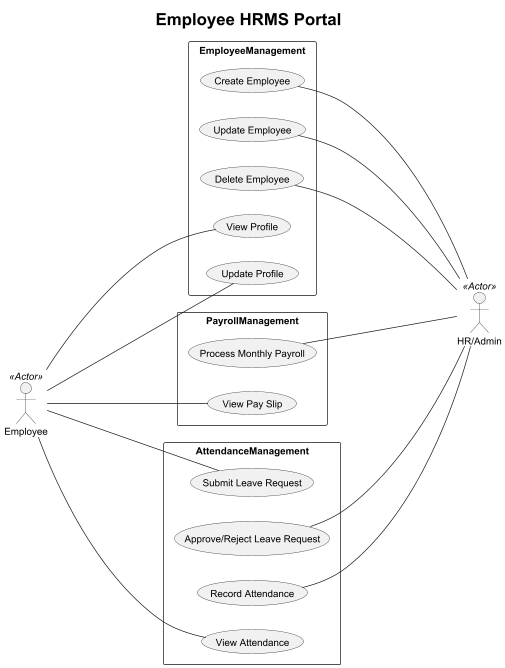 Employee HRMS Portal
EmployeeManagement
Create Employee
Update Employee
Delete Employee
View Profile
Update Profile
«Actor»
HR/Admin
PayrollManagement
Process Monthly Payroll
View Pay Slip
«Actor»
Employee
AttendanceManagement
Submit Leave Request
Approve/Reject Leave Request
Record Attendance
View Attendance